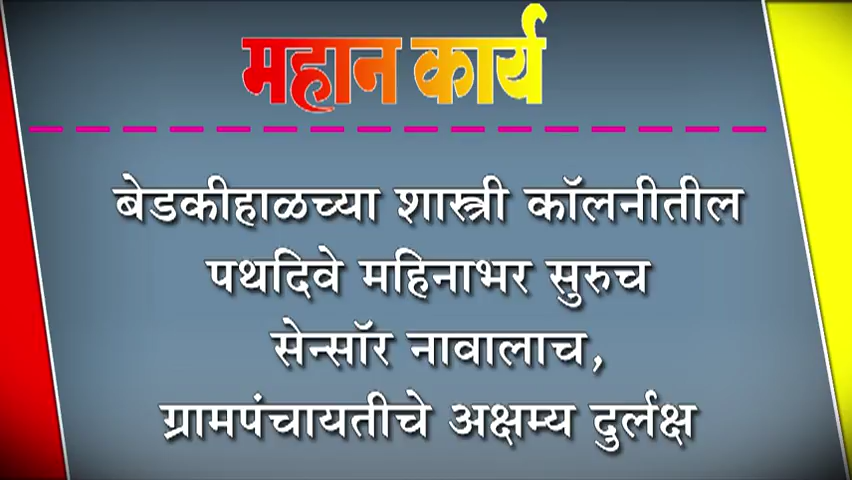 महान कार्य
बेडकीहाळच्या शास्त्री कॉलनीतील
पथदिवे महिनाभर सुरुच
सेन्सॉर नावालाच,
ग्रामपंचायतीचे अक्षम्य दुर्लक्ष